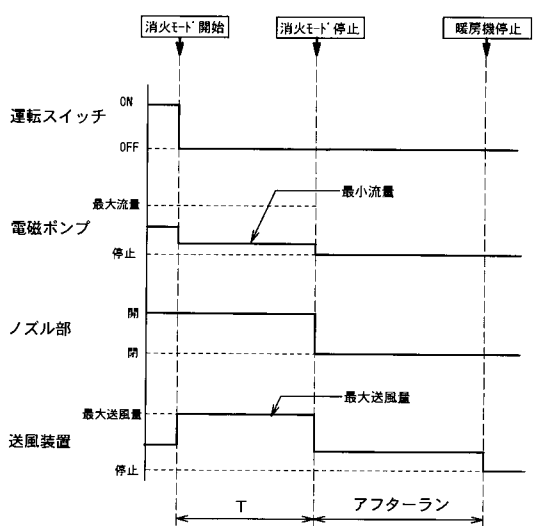 消火モード開始
消火モード停止
暖房機停止
運転スイッチ
ON
OFF
電磁ポンプ
最大流量
最小流量
停止
ノズル部
開
閉
送風装置
最大送風量
最大送風量
停止
T
アフターラン